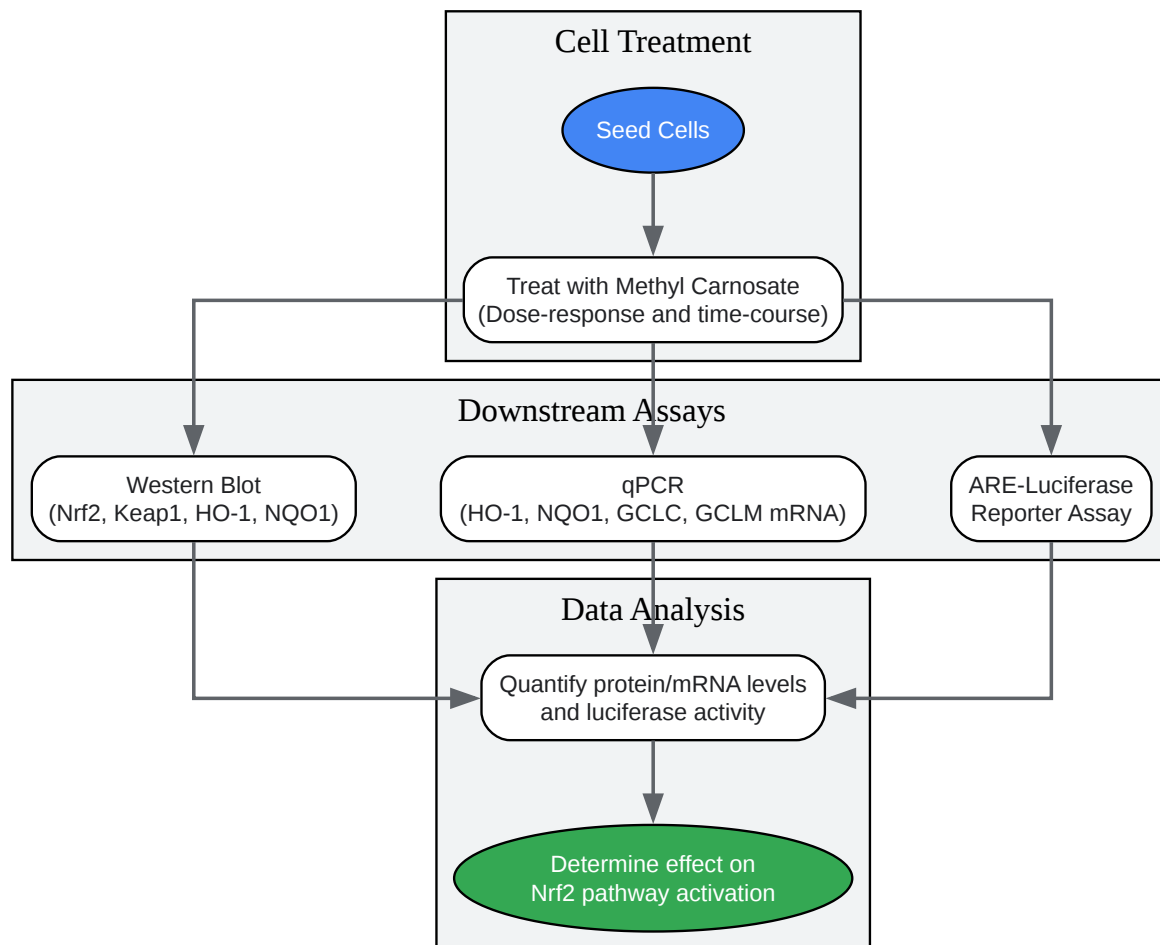 Cell Treatment
Seed Cells
Treat with Methyl Carnosate
(Dose-response and time-course)
Downstream Assays
Western Blot
(Nrf2, Keap1, HO-1, NQO1)
qPCR
(HO-1, NQO1, GCLC, GCLM mRNA)
ARE-Luciferase
Reporter Assay
Data Analysis
Quantify protein/mRNA levels
and luciferase activity
Determine effect on
Nrf2 pathway activation